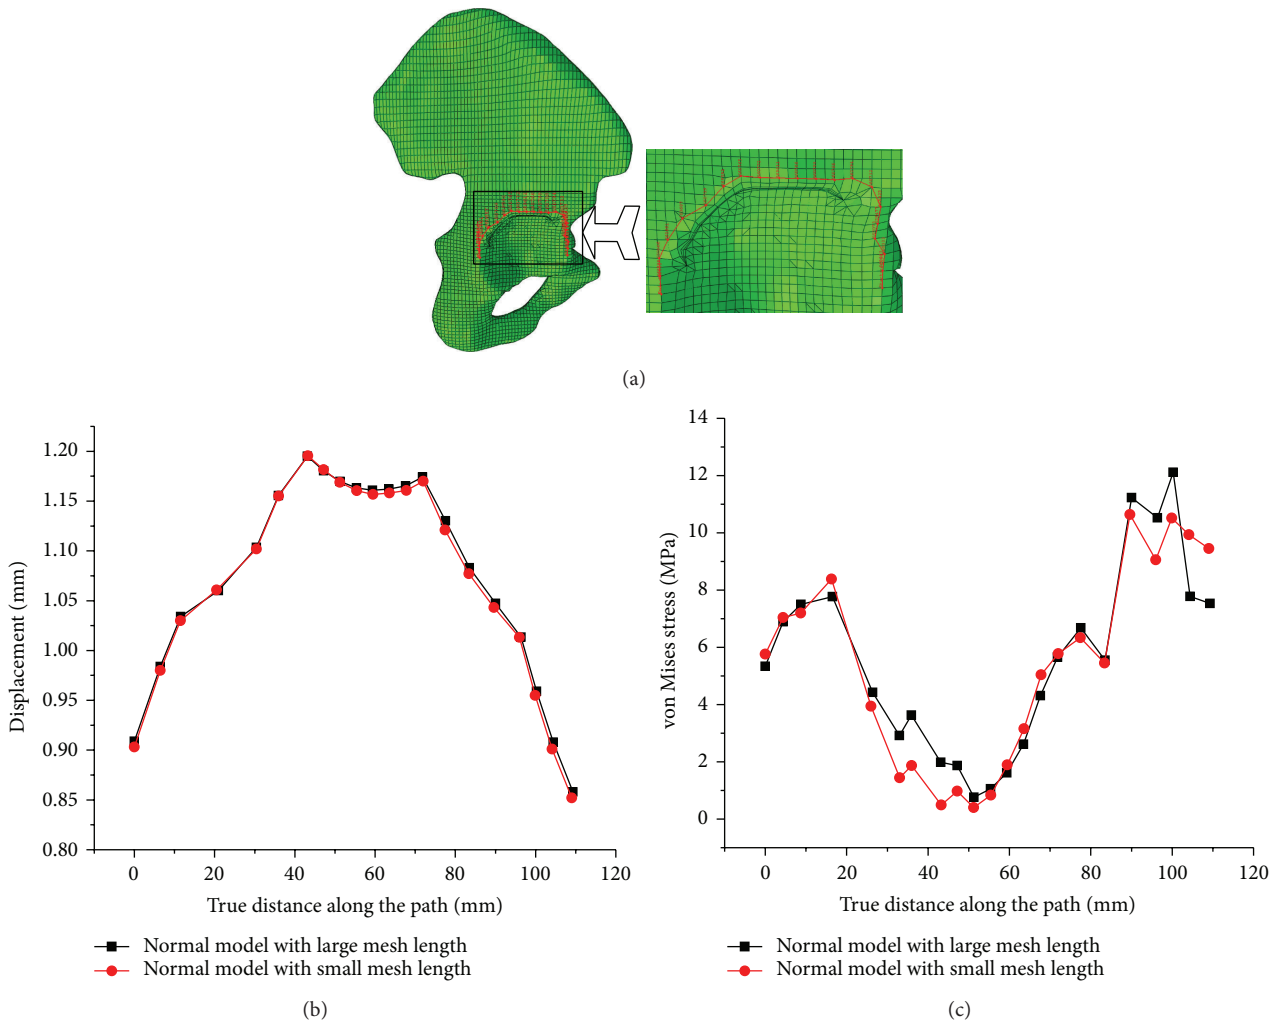 (a)
1.20
1.15
1.10
1.05
1.00
0.95
0.90
0.85
0.80
Displacement (mm)
0 20 40 60 80 100 120
True distance along the path (mm)
Normal model with large mesh length
Normal model with small mesh length
(b)
14
12
10
8
6
4
2
0
von Mises stress (MPa)
0 20 40 60 80 100 120
True distance along the path (mm)
Normal model with large mesh length
Normal model with small mesh length
(c)